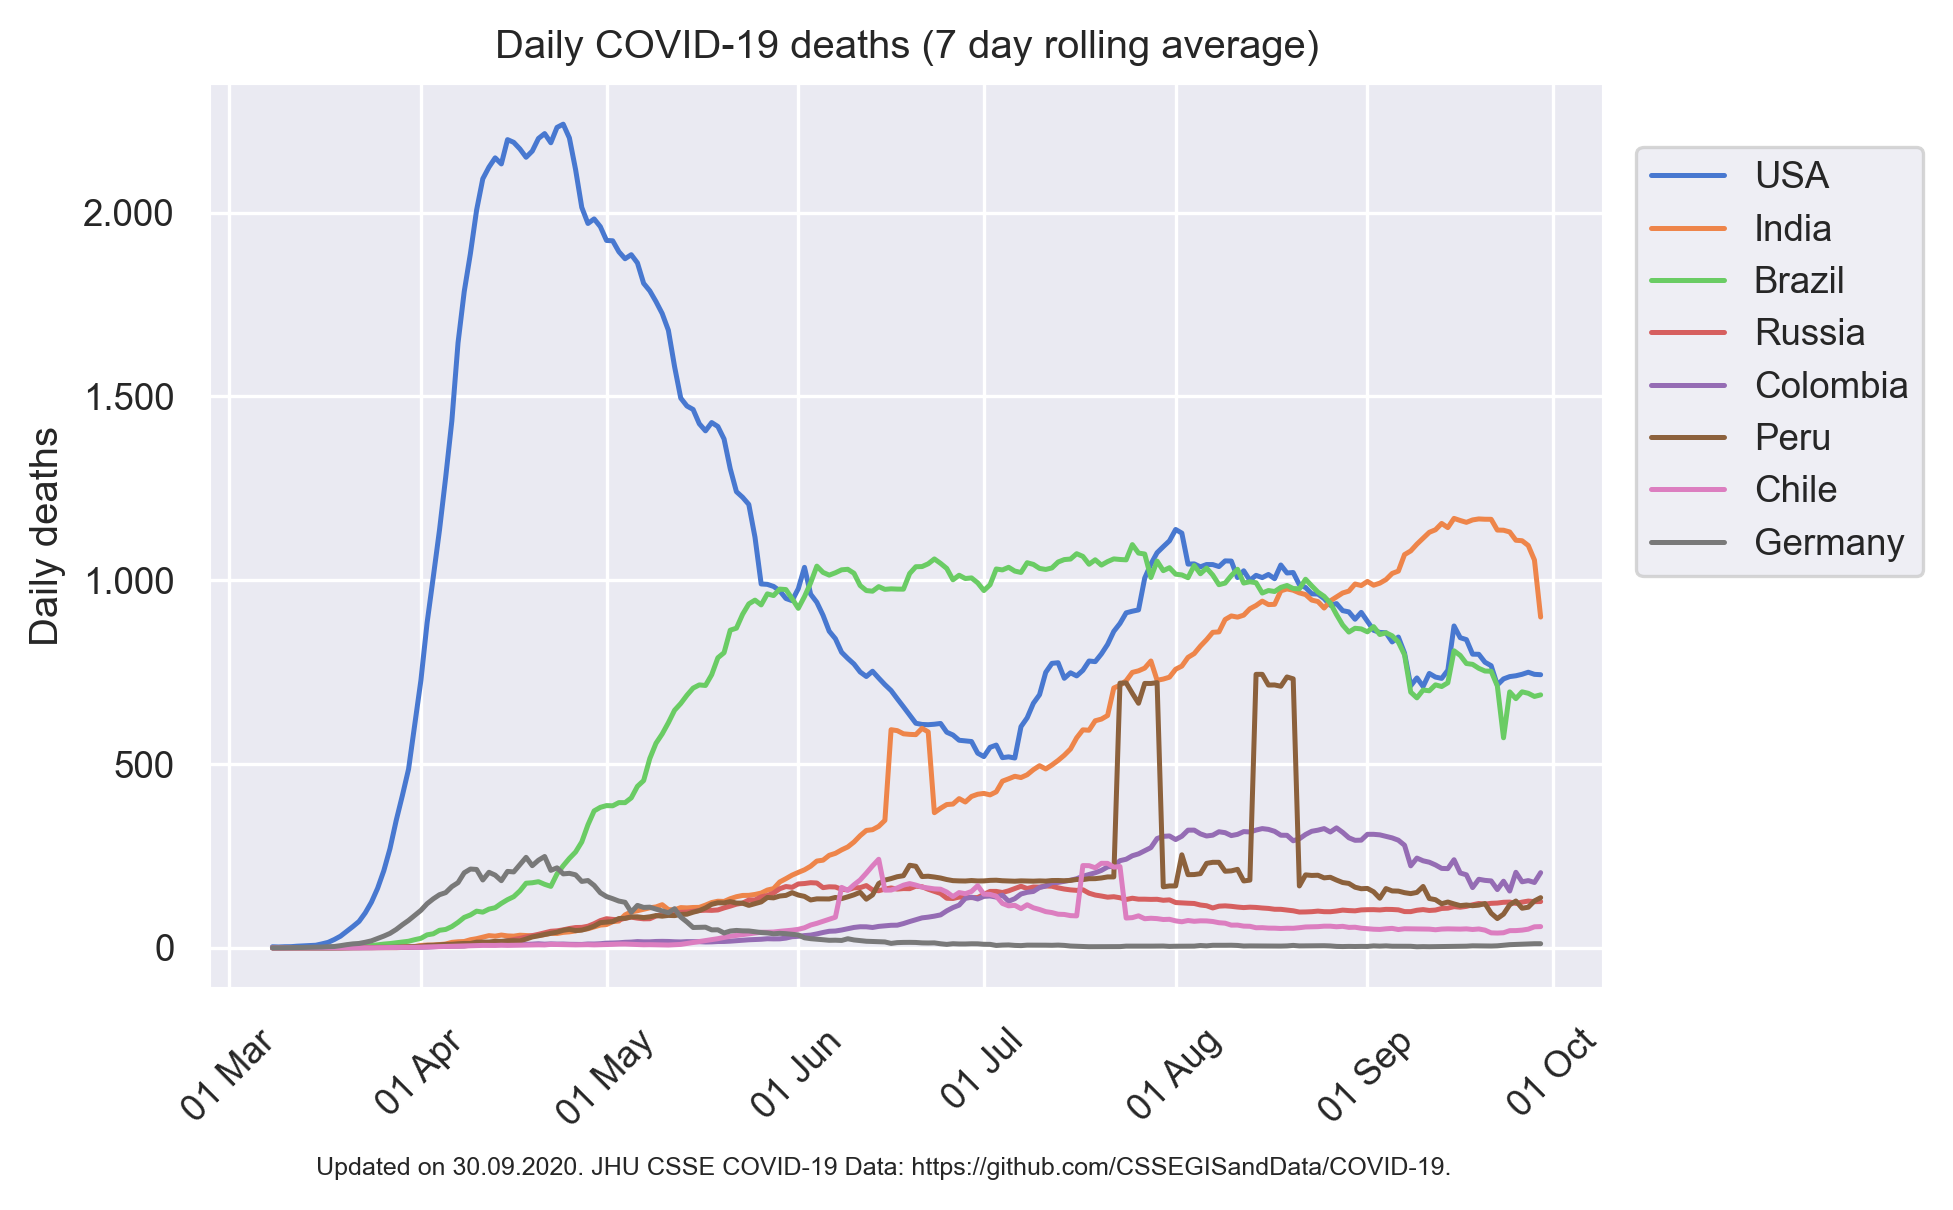 Daily COVID-19 deaths (7 day rolling average)
Daily deaths
2.000
1.500
1.000
500
0
USA
India
Brazil
Russia
Colombia
Peru
Chile
Germany
01 Mar
01 Apr
01 May
01 Jun
01 Jul
01 Aug
01 Sep
01 Oct
Updated on 30.09.2020. JHU CSSE COVID-19 Data: https://github.com/CSSEGISandData/COVID-19.